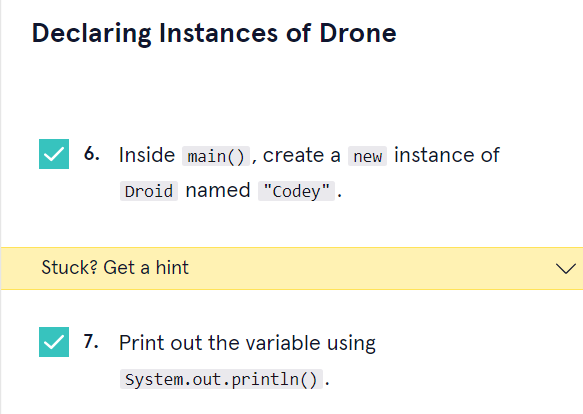 Declaring Instances of Drone
6. Inside main(), create a new instance of
Droid named "Codey".
Stuck? Get a hint
7. Print out the variable using
System.out.println().